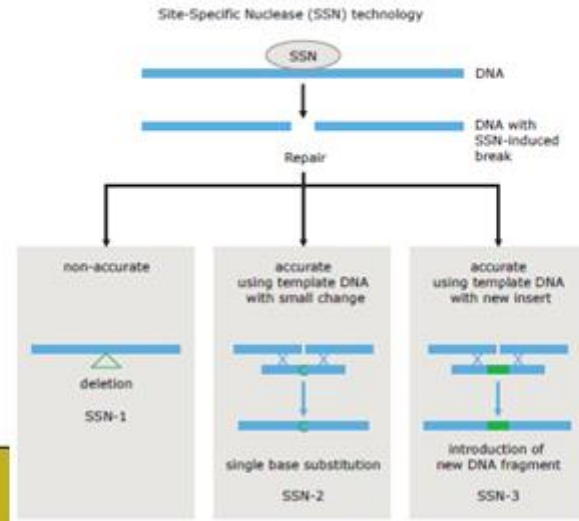 Site-Specific Nuclease (SSN) technology
SSN
DNA
DNA with
SSN-induced
break
Repair
non-accurate
deletion
SSN-1
accurate
using template DNA
with small change
C
C
single base substitution
SSN-2
accurate
using template DNA
with new insert
introduction of
new DNA fragment
SSN-3